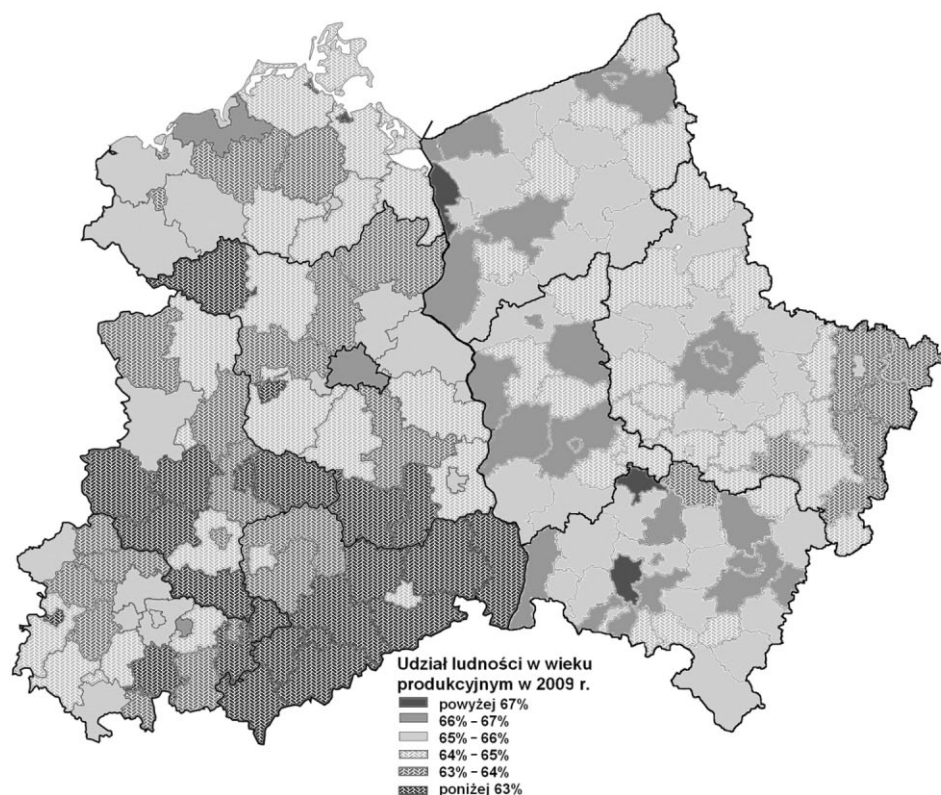 Udział ludności w wieku
produkcyjnym w 2009 r.
powyżej 67%
66% – 67%
65% – 66%
64% – 65%
63% – 64%
poniżej 63%